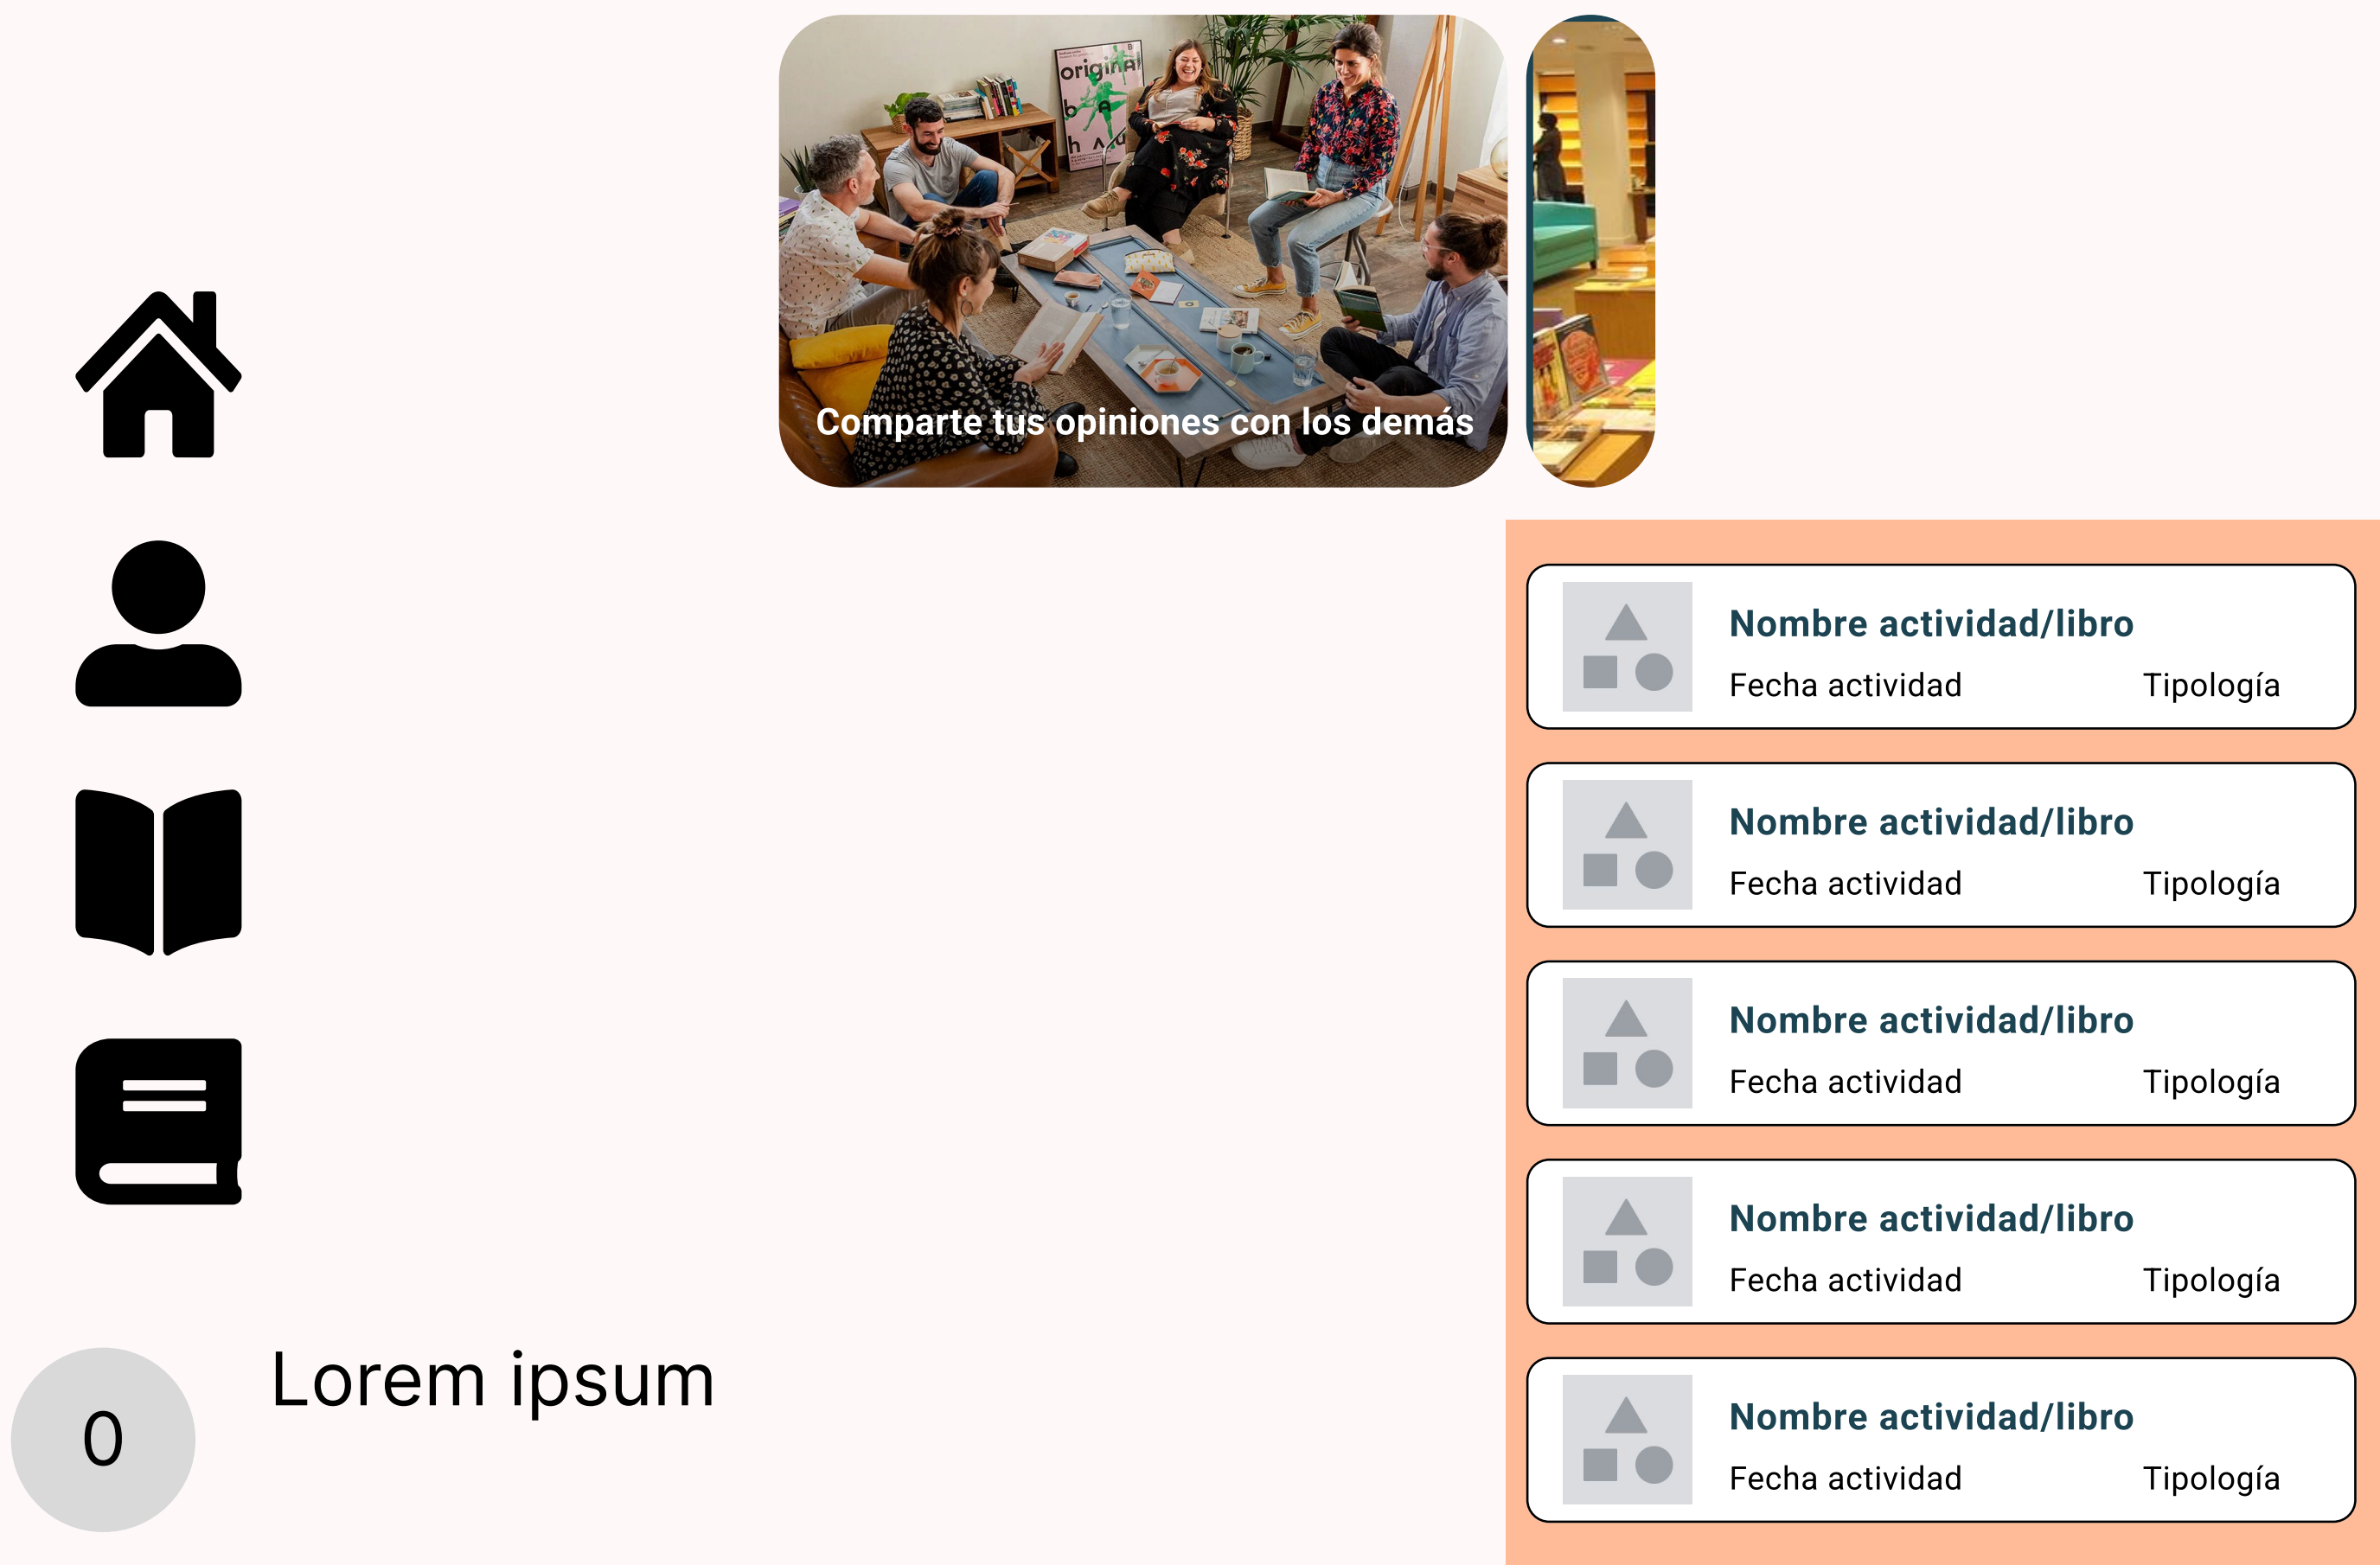 original
Comparte tus opiniones con los demás
Nombre actividad/libro
Fecha actividad Tipología
Nombre actividad/libro
Fecha actividad Tipología
Nombre actividad/libro
Fecha actividad Tipología
Nombre actividad/libro
Fecha actividad Tipología
Nombre actividad/libro
Fecha actividad Tipología
Lorem ipsum
0